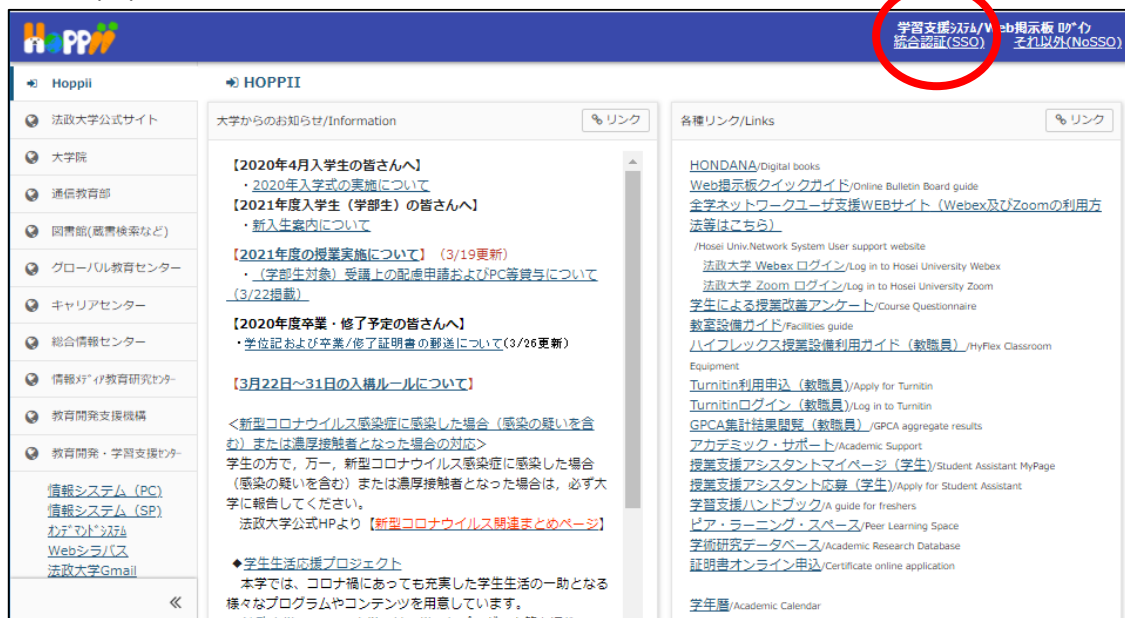 Hoppii
学習支援ｼｽﾃﾑ/Web掲示板 ﾛｸﾞｲﾝ
統合認証(SSO) それ以外(NoSSO)
Hoppii
法政大学公式サイト
大学院
通信教育部
図書館(蔵書検索など)
グローバル教育センター
キャリアセンター
総合情報センター
情報ﾒﾃﾞｨｱ教育研究ｾﾝﾀｰ
教育開発支援機構
教育開発・学習支援ｾﾝﾀｰ
情報システム（PC）
情報システム（SP）
ｵﾝﾃﾞﾏﾝﾄﾞｼｽﾃﾑ
Webシラバス
法政大学Gmail
«
HOPPII
大学からのお知らせ/Information
リンク
【2020年4月入学生の皆さんへ】
・2020年入学式の実施について
【2021年度入学生（学部生）の皆さんへ】
・新入生案内について
【2021年度の授業実施について】（3/19更新）
・（学部生対象）受講上の配慮申請およびPC等貸与について
（3/22掲載）
【2020年度卒業・修了予定の皆さんへ】
・学位記および卒業/修了証明書の郵送について(3/26更新)
【3月22日～31日の入構ルールについて】
＜新型コロナウイルス感染症に感染した場合（感染の疑いを含
む）または濃厚接触者となった場合の対応＞
学生の方で，万一，新型コロナウイルス感染症に感染した場合
（感染の疑いを含む）または濃厚接触者となった場合は，必ず大
学に報告してください。
法政大学公式HPより【新型コロナウイルス関連まとめページ】
◆学生生活応援プロジェクト
本学では、コロナ禍にあっても充実した学生生活の一助となる
様々なプログラムやコンテンツを用意しています。
各種リンク/Links
リンク
HONDANA/Digital books
Web掲示板クイックガイド/Online Bulletin Board guide
全学ネットワークユーザ支援WEBサイト（Webex及びZoomの利用方
法等はこちら）
/Hosei Univ.Network System User support website
法政大学 Webex ログイン/Log in to Hosei University Webex
法政大学 Zoom ログイン/Log in to Hosei University Zoom
学生による授業改善アンケート/Course Questionnaire
教室設備ガイド/Facilities guide
ハイフレックス授業設備利用ガイド（教職員）/HyFlex Classroom
Equipment
Turnitin利用申込（教職員）/Apply for Turnitin
Turnitinログイン（教職員）/Log in to Turnitin
GPCA集計結果閲覧（教職員）/GPCA aggregate results
アカデミック・サポート/Academic Support
授業支援アシスタントマイページ（学生）/Student Assistant MyPage
授業支援アシスタント応募（学生）/Apply for Student Assistant
学習支援ハンドブック/A guide for freshers
ピア・ラーニング・スペース/Peer Learning Space
学術研究データベース/Academic Research Database
証明書オンライン申込/Certificate online application
学年暦/Academic Calendar